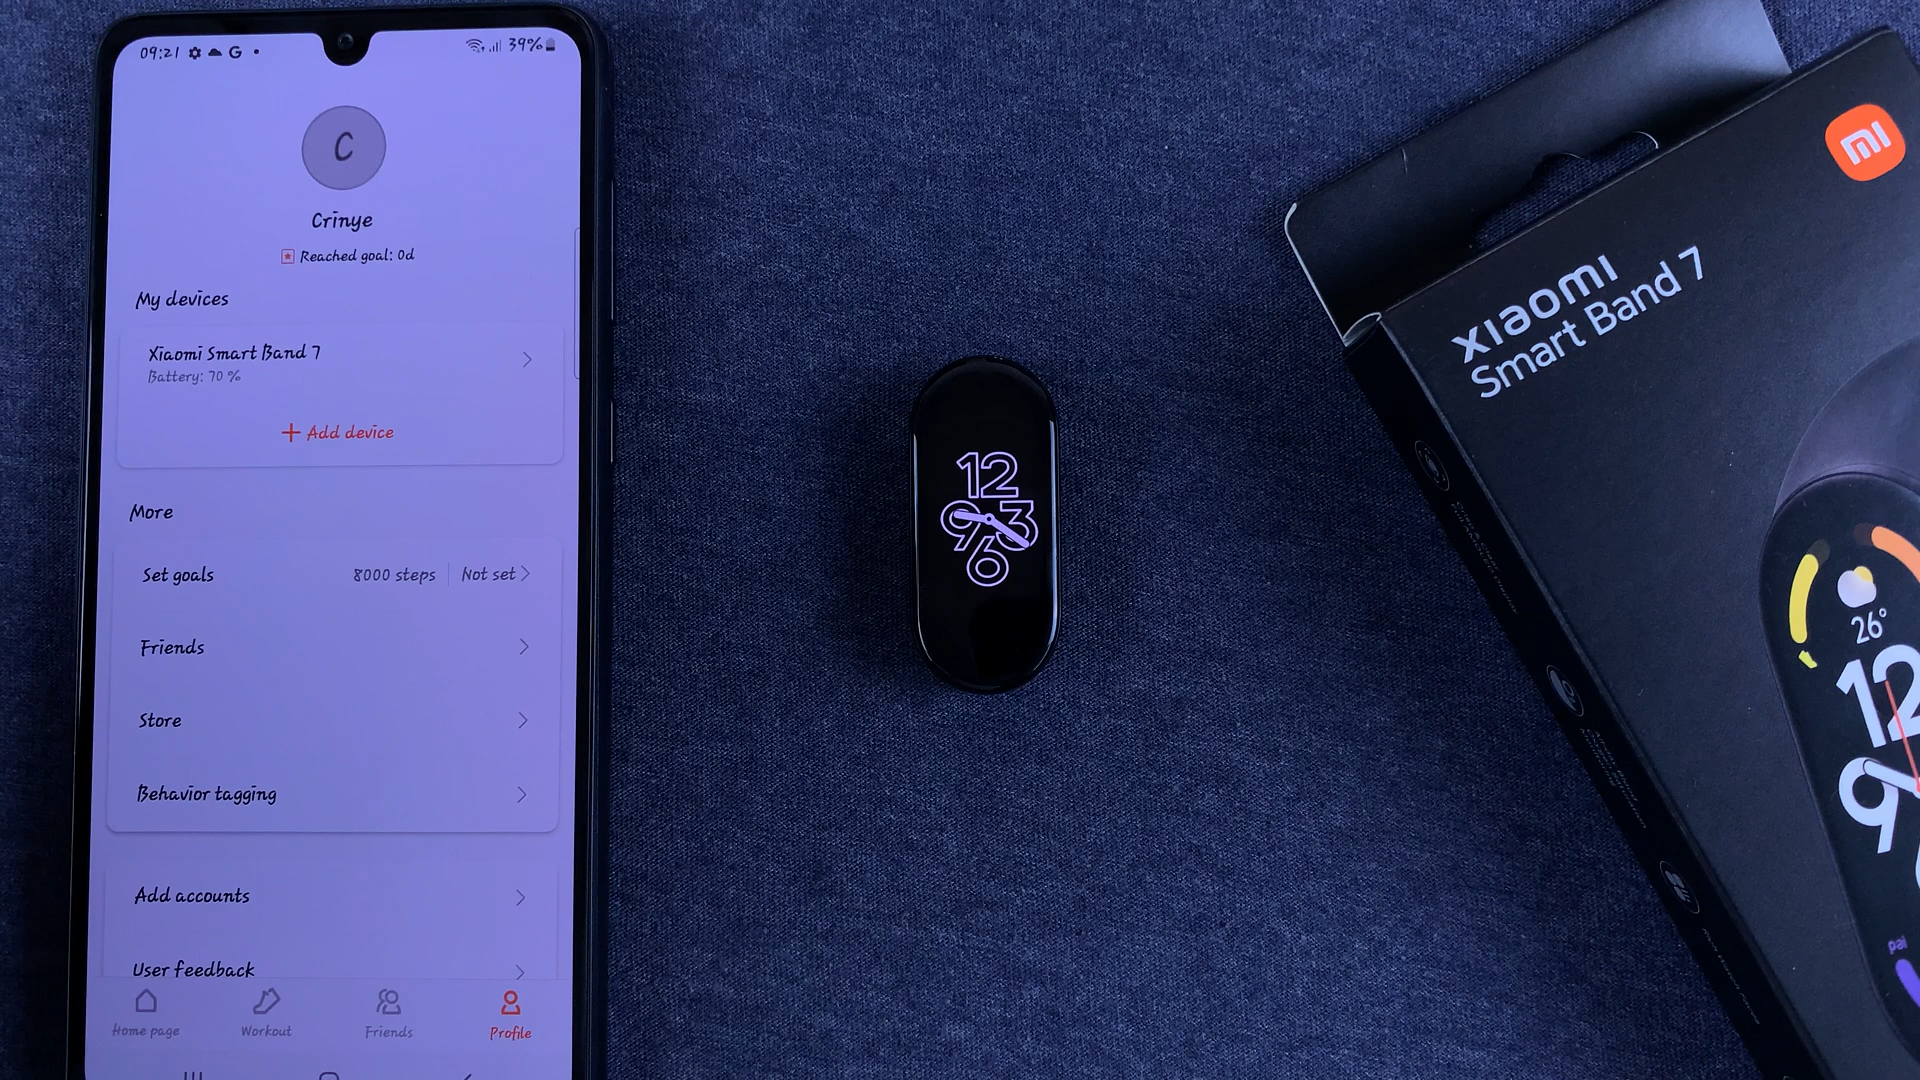 09:21
39%
C
Crinye
Reached goal: 0d
My devices
Xiaomi Smart Band 7
Battery: 70 %
+ Add device
More
Set goals 8000 steps Not set
Friends
Store
Behavior tagging
Add accounts
User feedback
Home page Workout Friends Profile
12
9 3
6
mi
xiaomi
Smart Band 7
26°
12
9
pai